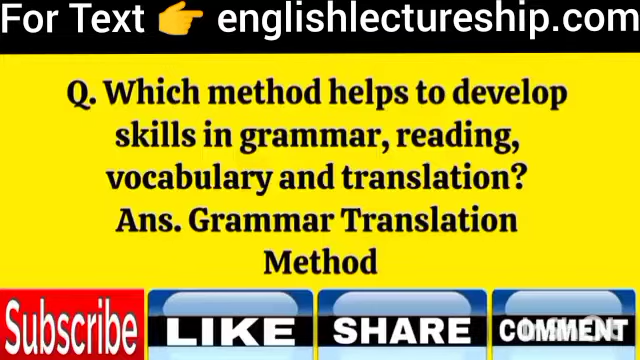 For Text 👉 englishlectureship.com
Q. Which method helps to develop
skills in grammar, reading,
vocabulary and translation?
Ans. Grammar Translation
Method
Subscribe LIKE SHARE COMMENT